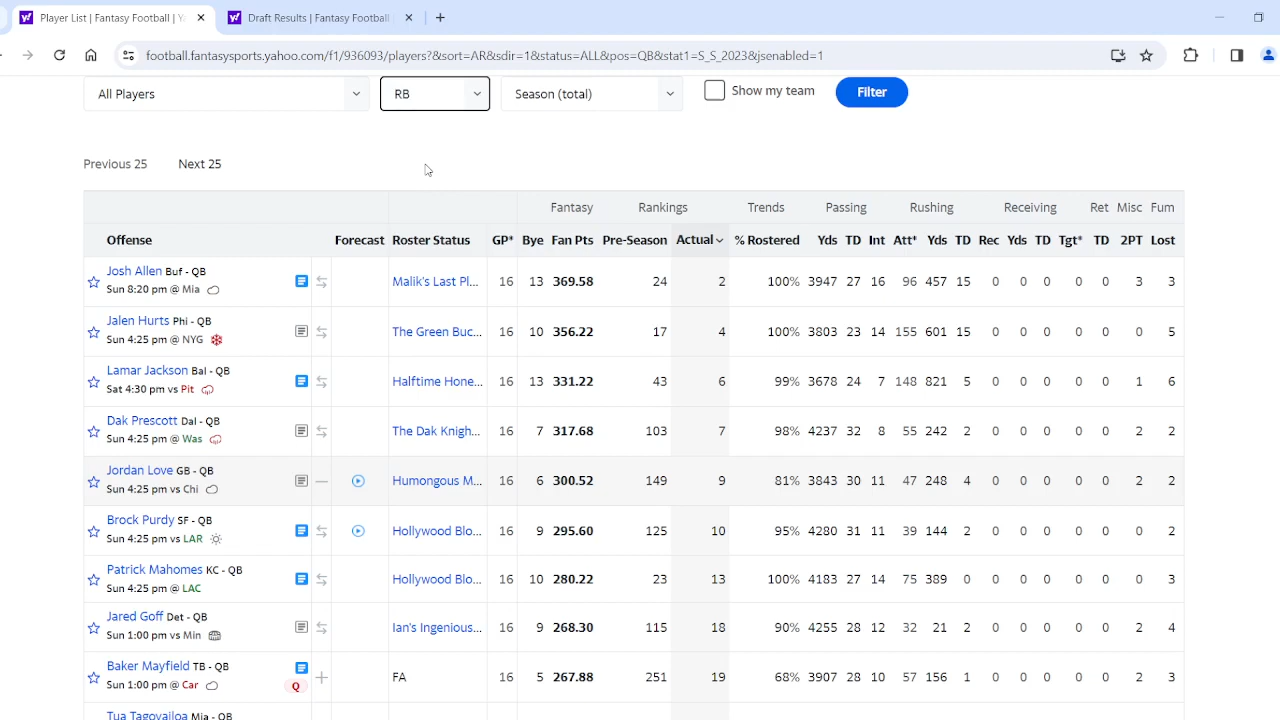 Player List | Fantasy Football | Ya
Draft Results | Fantasy Football
football.fantasysports.yahoo.com/f1/936093/players?&sort=AR&sdir=1&status=ALL&pos=QB&stat1=S_S_2023&jsenabled=1
All Players RB Season (total) Show my team Filter
Previous 25 Next 25
Fantasy Rankings Trends Passing Rushing Receiving Ret Misc Fum
Offense Forecast Roster Status GP* Bye Fan Pts Pre-Season Actual % Rostered Yds TD Int Att* Yds TD Rec Yds TD Tgt* TD 2PT Lost
Josh Allen Buf - QB
Sun 8:20 pm @ Mia
Malik's Last Pl... 16 13 369.58 24 2 100% 3947 27 16 96 457 15 0 0 0 0 0 3 3
Jalen Hurts Phi - QB
Sun 4:25 pm @ NYG
The Green Buc... 16 10 356.22 17 4 100% 3803 23 14 155 601 15 0 0 0 0 0 0 5
Lamar Jackson Bal - QB
Sat 4:30 pm vs Pit
Halftime Hone... 16 13 331.22 43 6 99% 3678 24 7 148 821 5 0 0 0 0 0 1 6
Dak Prescott Dal - QB
Sun 4:25 pm @ Was
The Dak Knigh... 16 7 317.68 103 7 98% 4237 32 8 55 242 2 0 0 0 0 0 2 2
Jordan Love GB - QB
Sun 4:25 pm vs Chi
Humongous M... 16 6 300.52 149 9 81% 3843 30 11 47 248 4 0 0 0 0 0 2 2
Brock Purdy SF - QB
Sun 4:25 pm vs LAR
Hollywood Blo... 16 9 295.60 125 10 95% 4280 31 11 39 144 2 0 0 0 0 0 0 2
Patrick Mahomes KC - QB
Sun 4:25 pm @ LAC
Hollywood Blo... 16 10 280.22 23 13 100% 4183 27 14 75 389 0 0 0 0 0 0 0 3
Jared Goff Det - QB
Sun 1:00 pm vs Min
Ian's Ingenious... 16 9 268.30 115 18 90% 4255 28 12 32 21 2 0 0 0 0 0 2 4
Baker Mayfield TB - QB
Sun 1:00 pm @ Car
Q
FA 16 5 267.88 251 19 68% 3907 28 10 57 156 1 0 0 0 0 0 2 3
Tua Tagovailoa Mia - QB